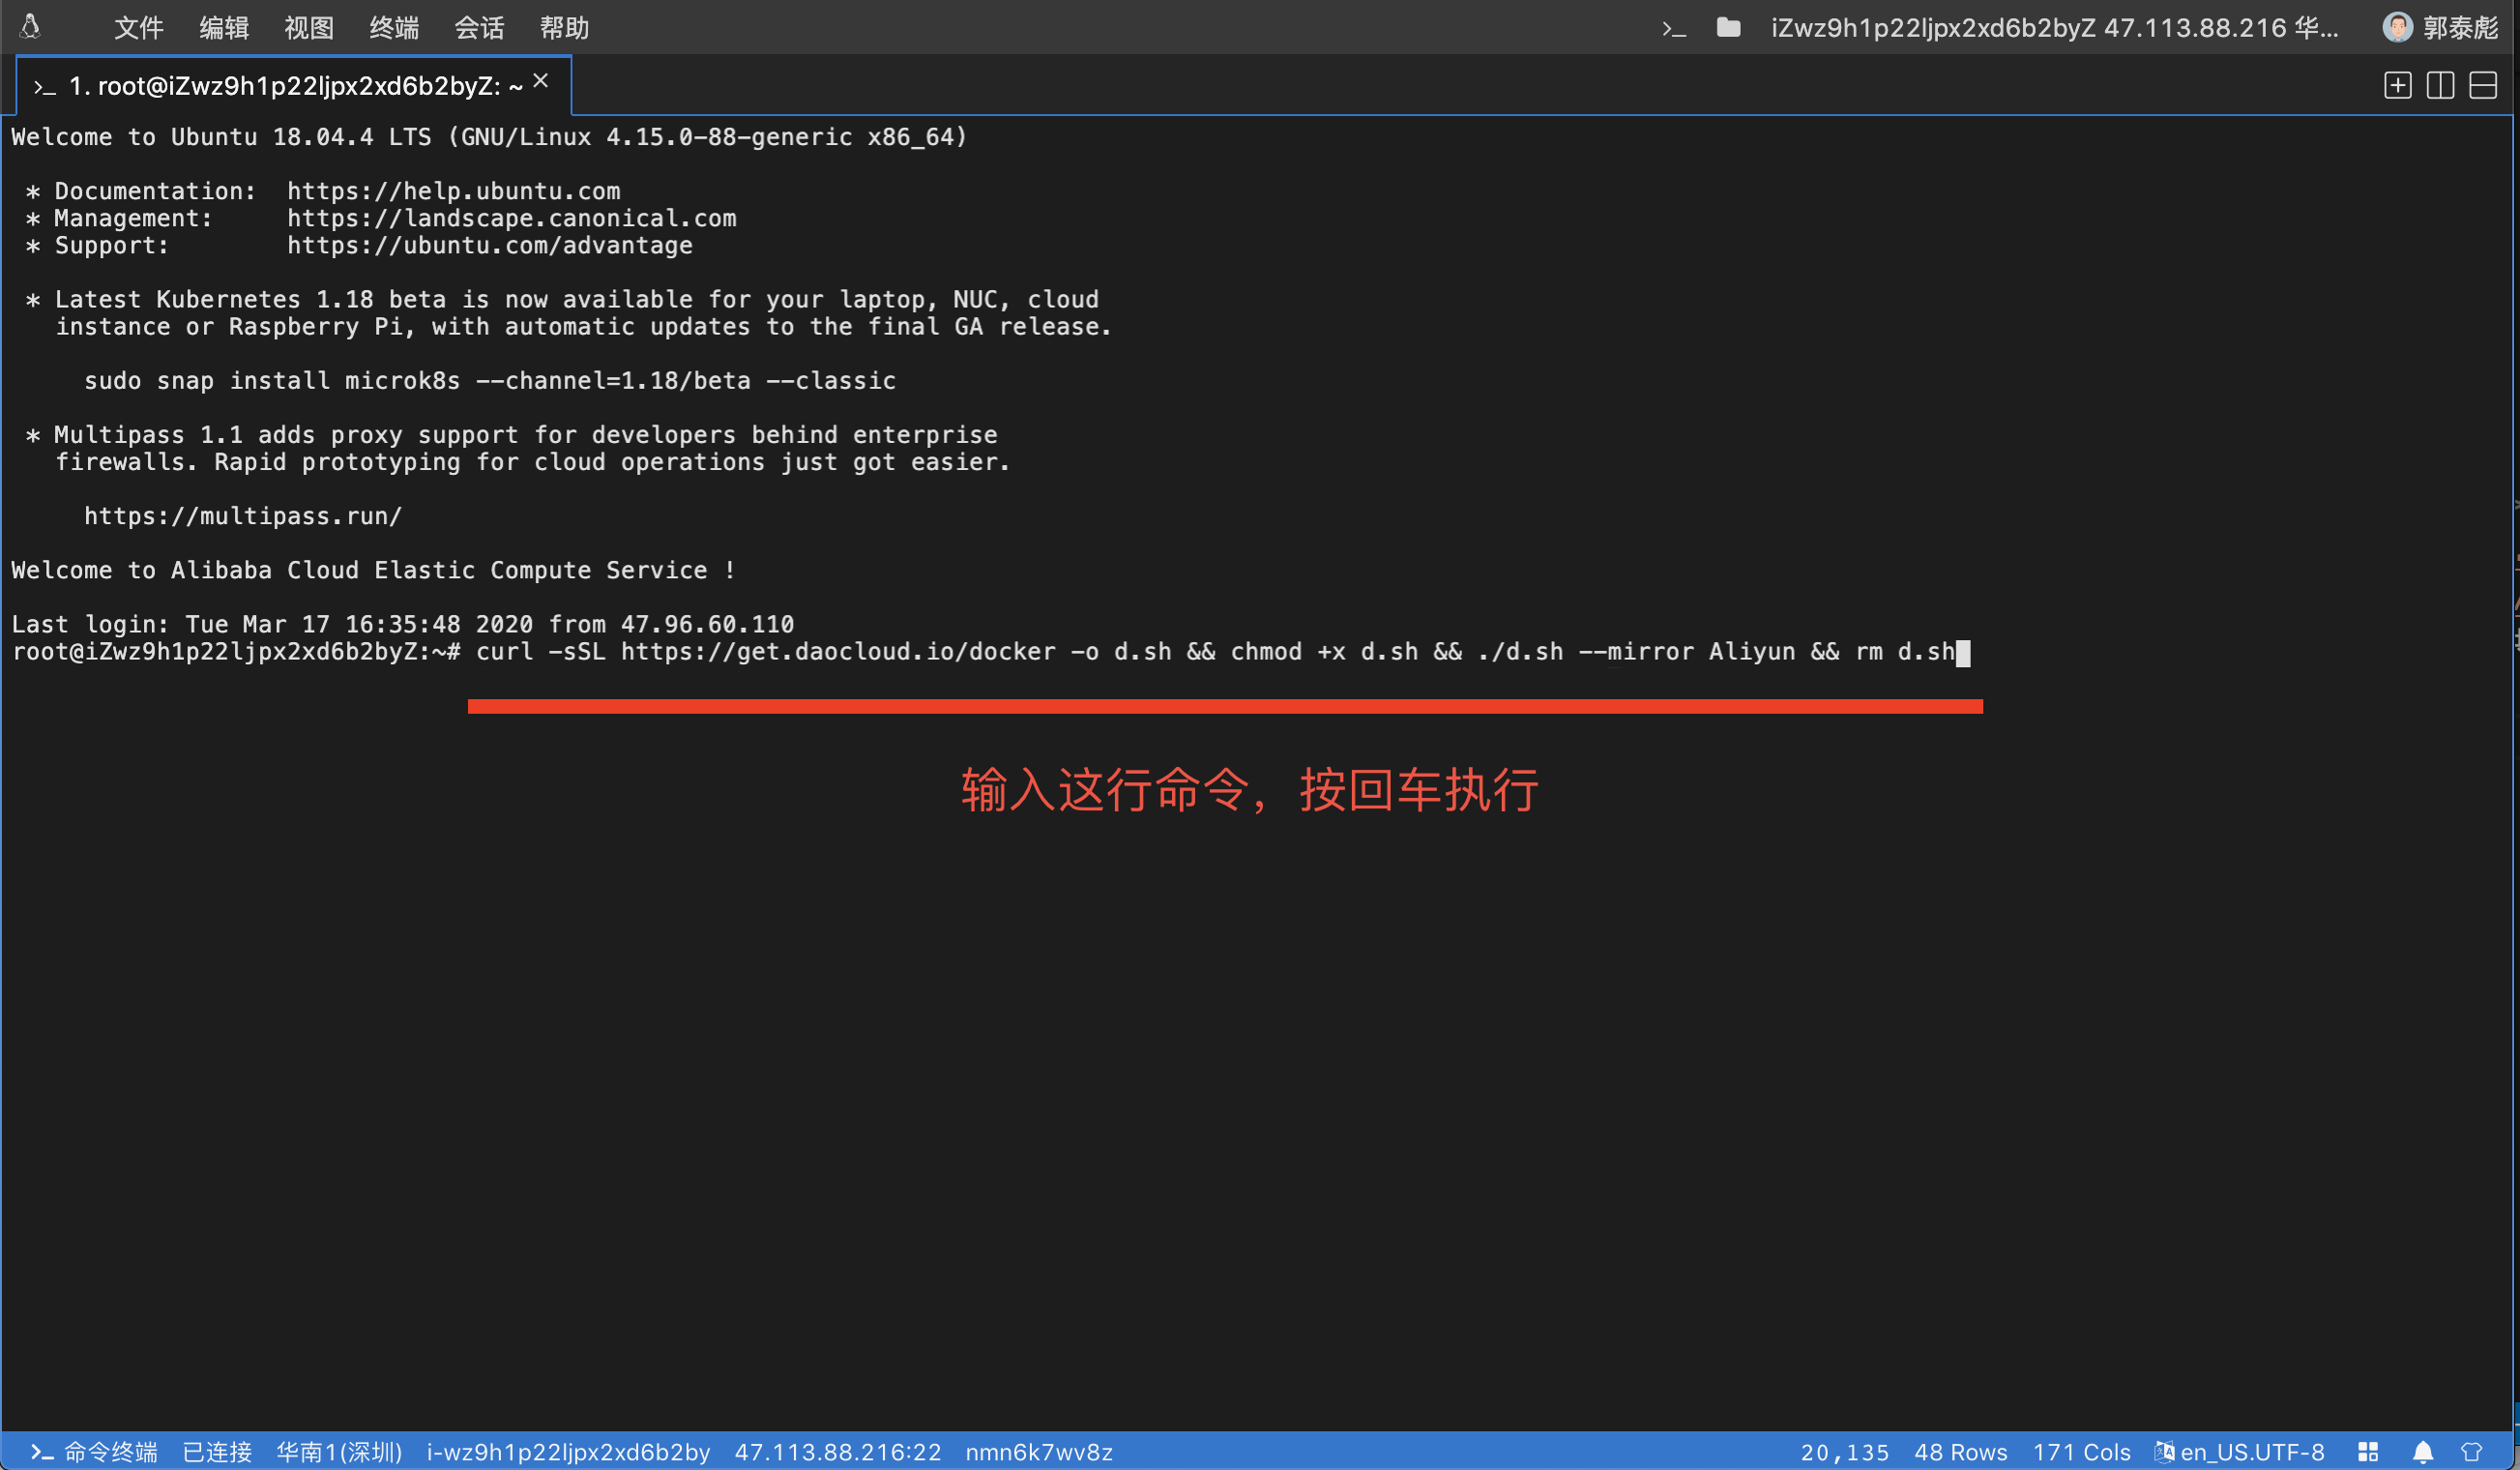 文件 编辑 视图 终端 会话 帮助 >_ iZwz9h1p22ljpx2xd6b2byZ 47.113.88.216 华... 郭泰彪
>_ 1. root@iZwz9h1p22ljpx2xd6b2byZ: ~ ×
Welcome to Ubuntu 18.04.4 LTS (GNU/Linux 4.15.0-88-generic x86_64)
* Documentation:  https://help.ubuntu.com
* Management:     https://landscape.canonical.com
* Support:        https://ubuntu.com/advantage
* Latest Kubernetes 1.18 beta is now available for your laptop, NUC, cloud
instance or Raspberry Pi, with automatic updates to the final GA release.
sudo snap install microk8s --channel=1.18/beta --classic
* Multipass 1.1 adds proxy support for developers behind enterprise
firewalls. Rapid prototyping for cloud operations just got easier.
https://multipass.run/
Welcome to Alibaba Cloud Elastic Compute Service !
Last login: Tue Mar 17 16:35:48 2020 from 47.96.60.110
root@iZwz9h1p22ljpx2xd6b2byZ:~# curl -sSL https://get.daocloud.io/docker -o d.sh && chmod +x d.sh && ./d.sh --mirror Aliyun && rm d.sh
输入这行命令，按回车执行
>_ 命令终端 已连接 华南1(深圳) i-wz9h1p22ljpx2xd6b2by 47.113.88.216:22 nmn6k7wv8z 20,135 48 Rows 171 Cols en_US.UTF-8